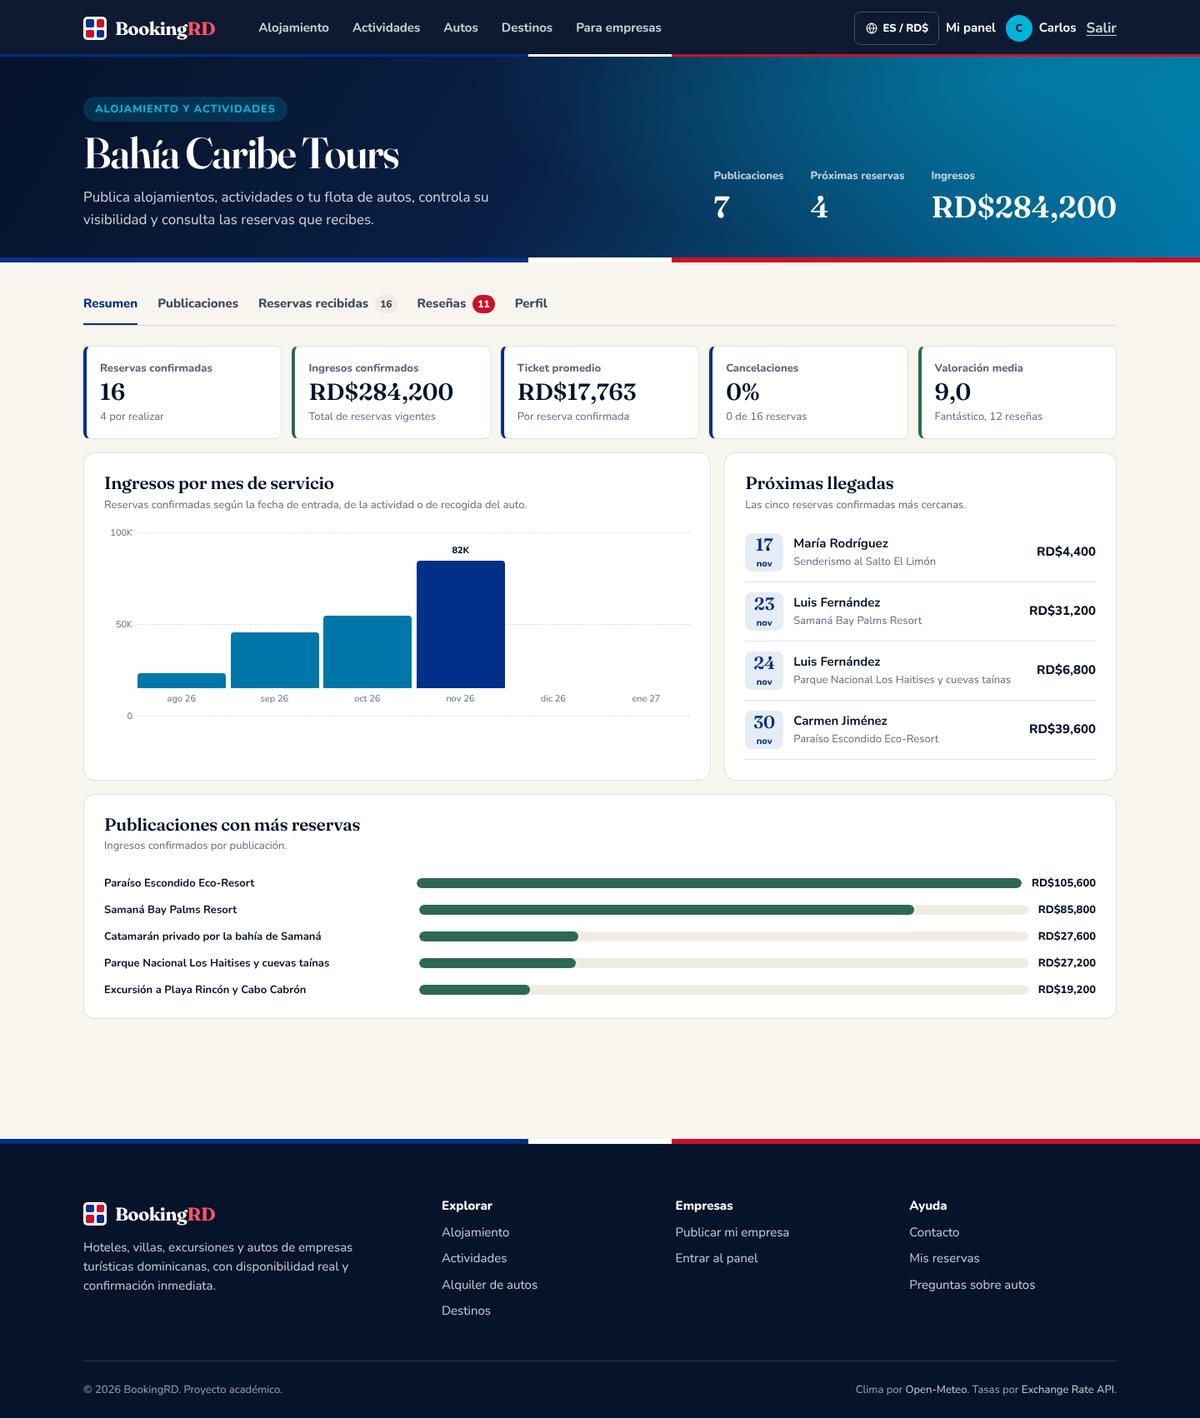 BookingRD
Alojamiento
Actividades
Autos
Destinos
Para empresas
ES / RD$
Mi panel
C
Carlos
Salir
ALOJAMIENTO Y ACTIVIDADES
Bahía Caribe Tours
Publica alojamientos, actividades o tu flota de autos, controla su
visibilidad y consulta las reservas que recibes.
Publicaciones
7
Próximas reservas
4
Ingresos
RD$284,200
Resumen
Publicaciones
Reservas recibidas 16
Reseñas 11
Perfil
Reservas confirmadas
16
4 por realizar
Ingresos confirmados
RD$284,200
Total de reservas vigentes
Ticket promedio
RD$17,763
Por reserva confirmada
Cancelaciones
0%
0 de 16 reservas
Valoración media
9,0
Fantástico, 12 reseñas
Ingresos por mes de servicio
Reservas confirmadas según la fecha de entrada, de la actividad o de recogida del auto.
100K
82K
50K
ago 26
sep 26
oct 26
nov 26
dic 26
ene 27
0
Próximas llegadas
Las cinco reservas confirmadas más cercanas.
17 nov
María Rodríguez
Senderismo al Salto El Limón
RD$4,400
23 nov
Luis Fernández
Samaná Bay Palms Resort
RD$31,200
24 nov
Luis Fernández
Parque Nacional Los Haitises y cuevas taínas
RD$6,800
30 nov
Carmen Jiménez
Paraíso Escondido Eco-Resort
RD$39,600
Publicaciones con más reservas
Ingresos confirmados por publicación.
Paraíso Escondido Eco-Resort RD$105,600
Samaná Bay Palms Resort RD$85,800
Catamarán privado por la bahía de Samaná RD$27,600
Parque Nacional Los Haitises y cuevas taínas RD$27,200
Excursión a Playa Rincón y Cabo Cabrón RD$19,200
BookingRD
Hoteles, villas, excursiones y autos de empresas
turísticas dominicanas, con disponibilidad real y
confirmación inmediata.
Explorar
Alojamiento
Actividades
Alquiler de autos
Destinos
Empresas
Publicar mi empresa
Entrar al panel
Ayuda
Contacto
Mis reservas
Preguntas sobre autos
© 2026 BookingRD. Proyecto académico.
Clima por Open-Meteo. Tasas por Exchange Rate API.